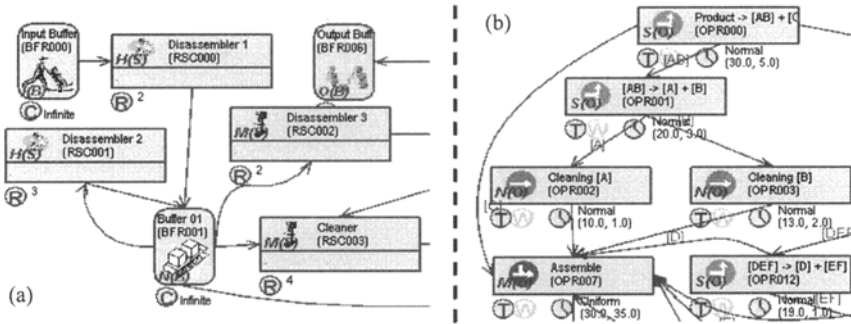 Input Buffer
(BFR000)
I(B)
C Infinite
Disassembler 1
(RSC000)
H(S)
R 2
Output Buff
(BFR006)
O(B)
Disassembler 2
(RSC001)
H(S)
R 3
Disassembler 3
(RSC002)
R 2
Buffer 01
(BFR001)
N(B)
C Infinite
Cleaner
(RSC003)
R 4
(a)
(b)
Product -> [AB] + [C
(OPR000)
S(O)
T [AB]
Normal
(30.0, 5.0)
[AB] -> [A] + [B]
(OPR001)
S(O)
T W
[A]
(20.0, 3.0)
Cleaning [A]
(OPR002)
N(O)
T W
Normal
(10.0, 1.0)
Cleaning [B]
(OPR003)
N(O)
T W
Normal
(13.0, 2.0)
[D]
[DEF
Assemble
(OPR007)
T W
Uniform
(30.0, 35.0)
[DEF] -> [D] + [EF]
(OPR012)
S(O)
T
Normal
[EF]
(19.0, 1.0)